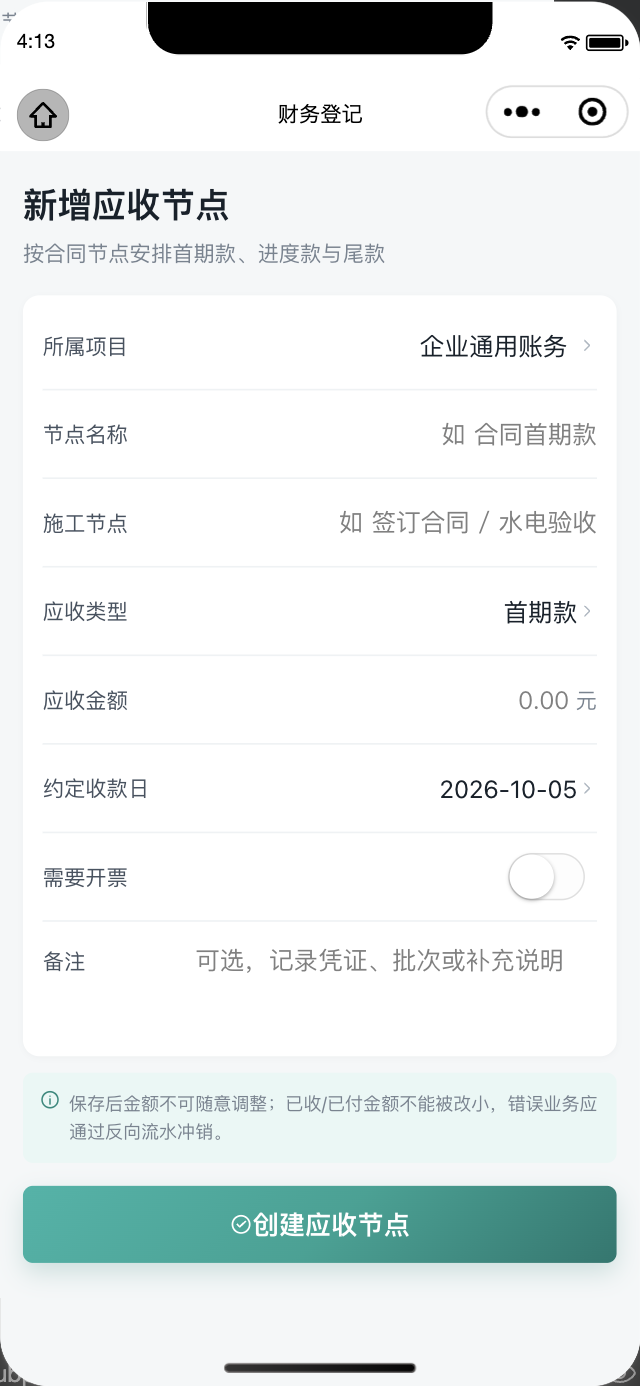 4:13
财务登记
新增应收节点
按合同节点安排首期款、进度款与尾款
所属项目 企业通用账务
节点名称 如 合同首期款
施工节点 如 签订合同 / 水电验收
应收类型 首期款
应收金额 0.00 元
约定收款日 2026-10-05
需要开票
备注 可选，记录凭证、批次或补充说明
保存后金额不可随意调整；已收/已付金额不能被改小，错误业务应
通过反向流水冲销。
创建应收节点